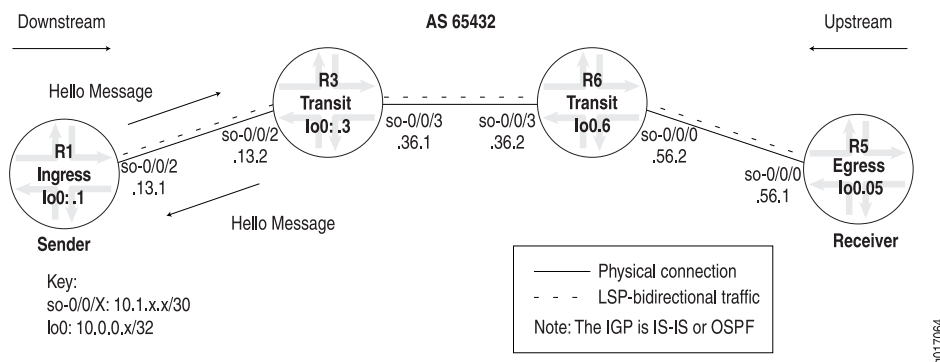 Downstream
AS 65432
Upstream
Hello Message
R3
Transit
lo0: .3
R6
Transit
lo0.6
R1
Ingress
lo0: .1
so-0/0/2
.13.1
so-0/0/2
.13.2
so-0/0/3
.36.1
so-0/0/3
.36.2
so-0/0/0
.56.2
so-0/0/0
.56.1
R5
Egress
lo0.05
Hello Message
Sender
Receiver
Key:
so-0/0/X: 10.1.x.x/30
lo0: 10.0.0.x/32
Physical connection
LSP-bidirectional traffic
Note: The IGP is IS-IS or OSPF
g017064